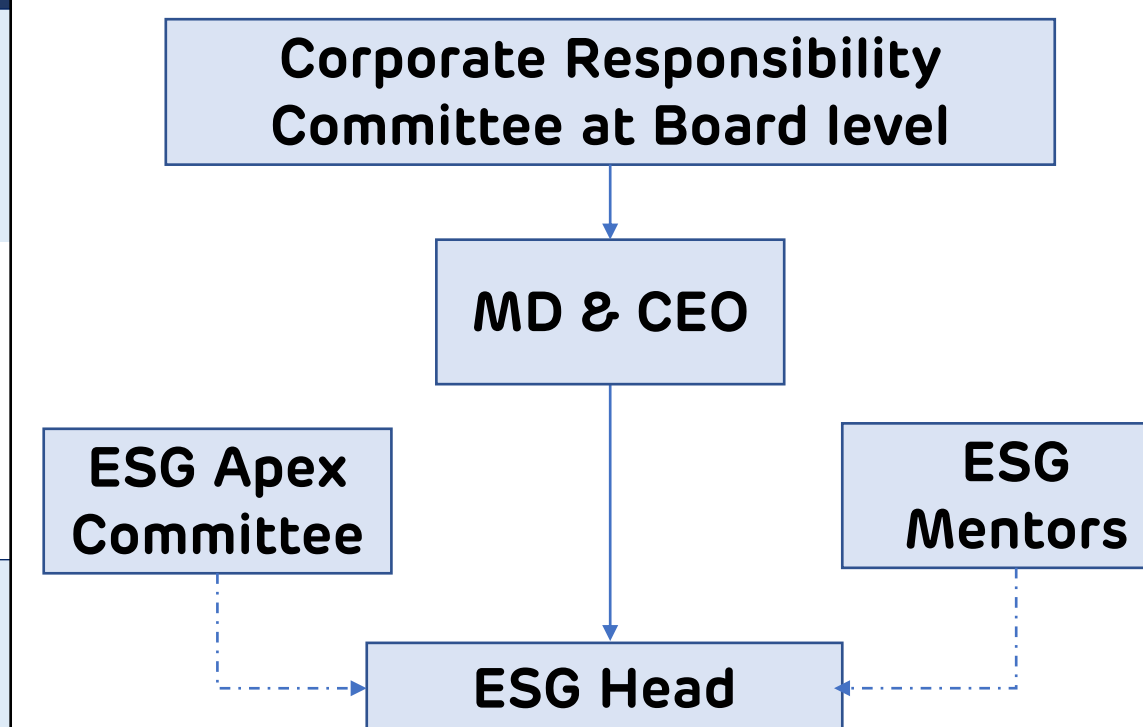 Corporate Responsibility
Committee at Board level
MD & CEO
ESG Apex
Committee
ESG
Mentors
ESG Head